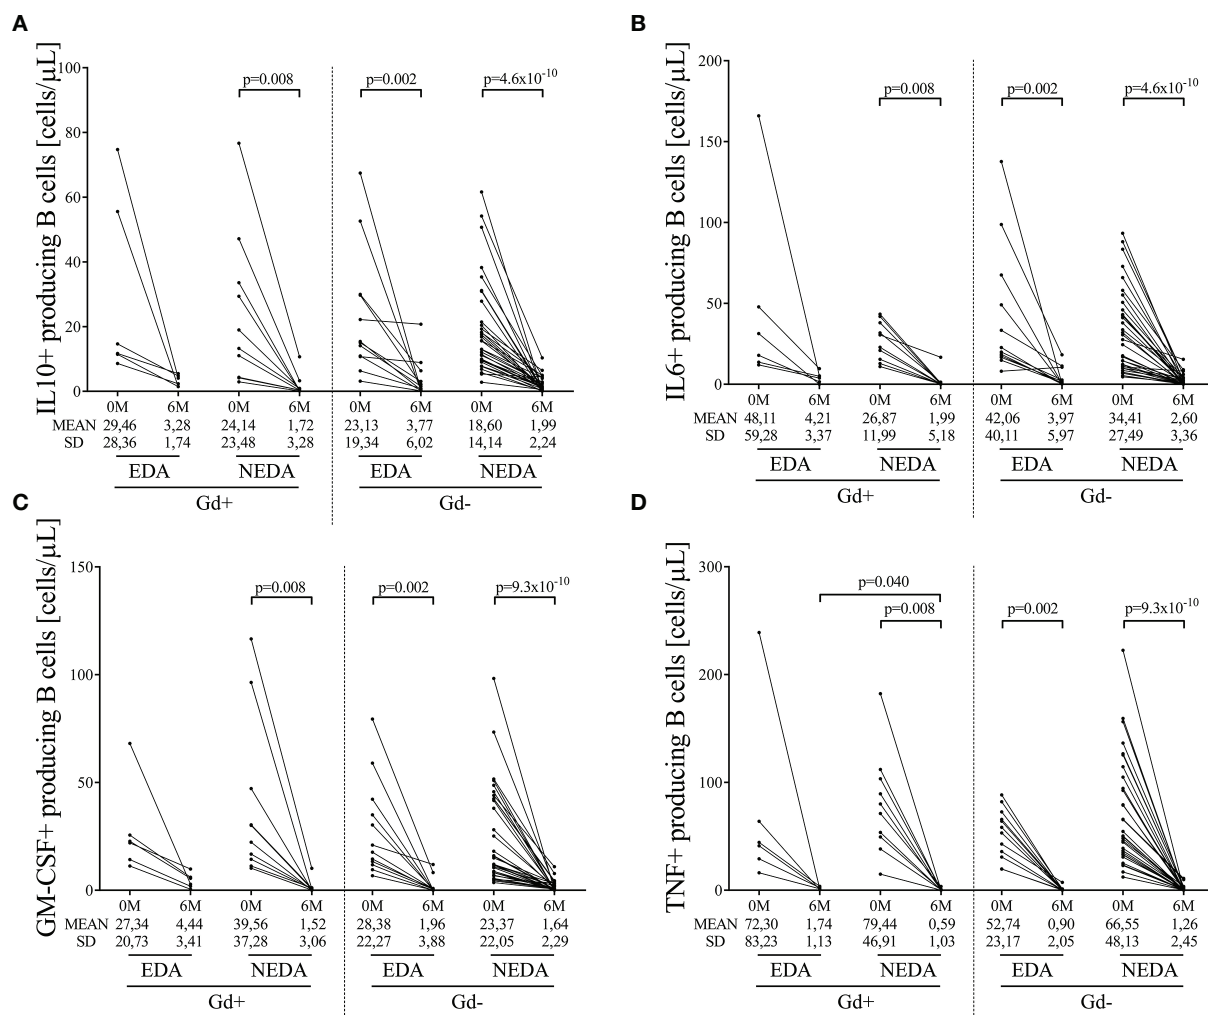 A
IL10+ producing B cells [cells/µL]
100
80
60
40
20
0
p=0.008
p=0.002
p=4.6x10-10
0M 6M 0M 6M 0M 6M 0M 6M
MEAN 29,46 3,28 24,14 1,72 23,13 3,77 18,60 1,99
SD 28,36 1,74 23,48 3,28 19,34 6,02 14,14 2,24
EDA NEDA EDA NEDA
Gd+ Gd-
B
IL6+ producing B cells [cells/µL]
200
150
100
50
0
p=0.008
p=0.002
p=4.6x10-10
0M 6M 0M 6M 0M 6M 0M 6M
MEAN 48,11 4,21 26,87 1,99 42,06 3,97 34,41 2,60
SD 59,28 3,37 11,99 5,18 40,11 5,97 27,49 3,36
EDA NEDA EDA NEDA
Gd+ Gd-
C
GM-CSF+ producing B cells [cells/µL]
150
100
50
0
p=0.008
p=0.002
p=9.3x10-10
0M 6M 0M 6M 0M 6M 0M 6M
MEAN 27,34 4,44 39,56 1,52 28,38 1,96 23,37 1,64
SD 20,73 3,41 37,28 3,06 22,27 3,88 22,05 2,29
EDA NEDA EDA NEDA
Gd+ Gd-
D
TNF+ producing B cells [cells/µL]
300
200
100
0
p=0.040
p=0.008
p=0.002
p=9.3x10-10
0M 6M 0M 6M 0M 6M 0M 6M
MEAN 72,30 1,74 79,44 0,59 52,74 0,90 66,55 1,26
SD 83,23 1,13 46,91 1,03 23,17 2,05 48,13 2,45
EDA NEDA EDA NEDA
Gd+ Gd-